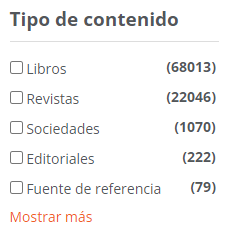 Tipo de contenido
Libros (68013)
Revistas (22046)
Sociedades (1070)
Editoriales (222)
Fuente de referencia (79)
Mostrar más